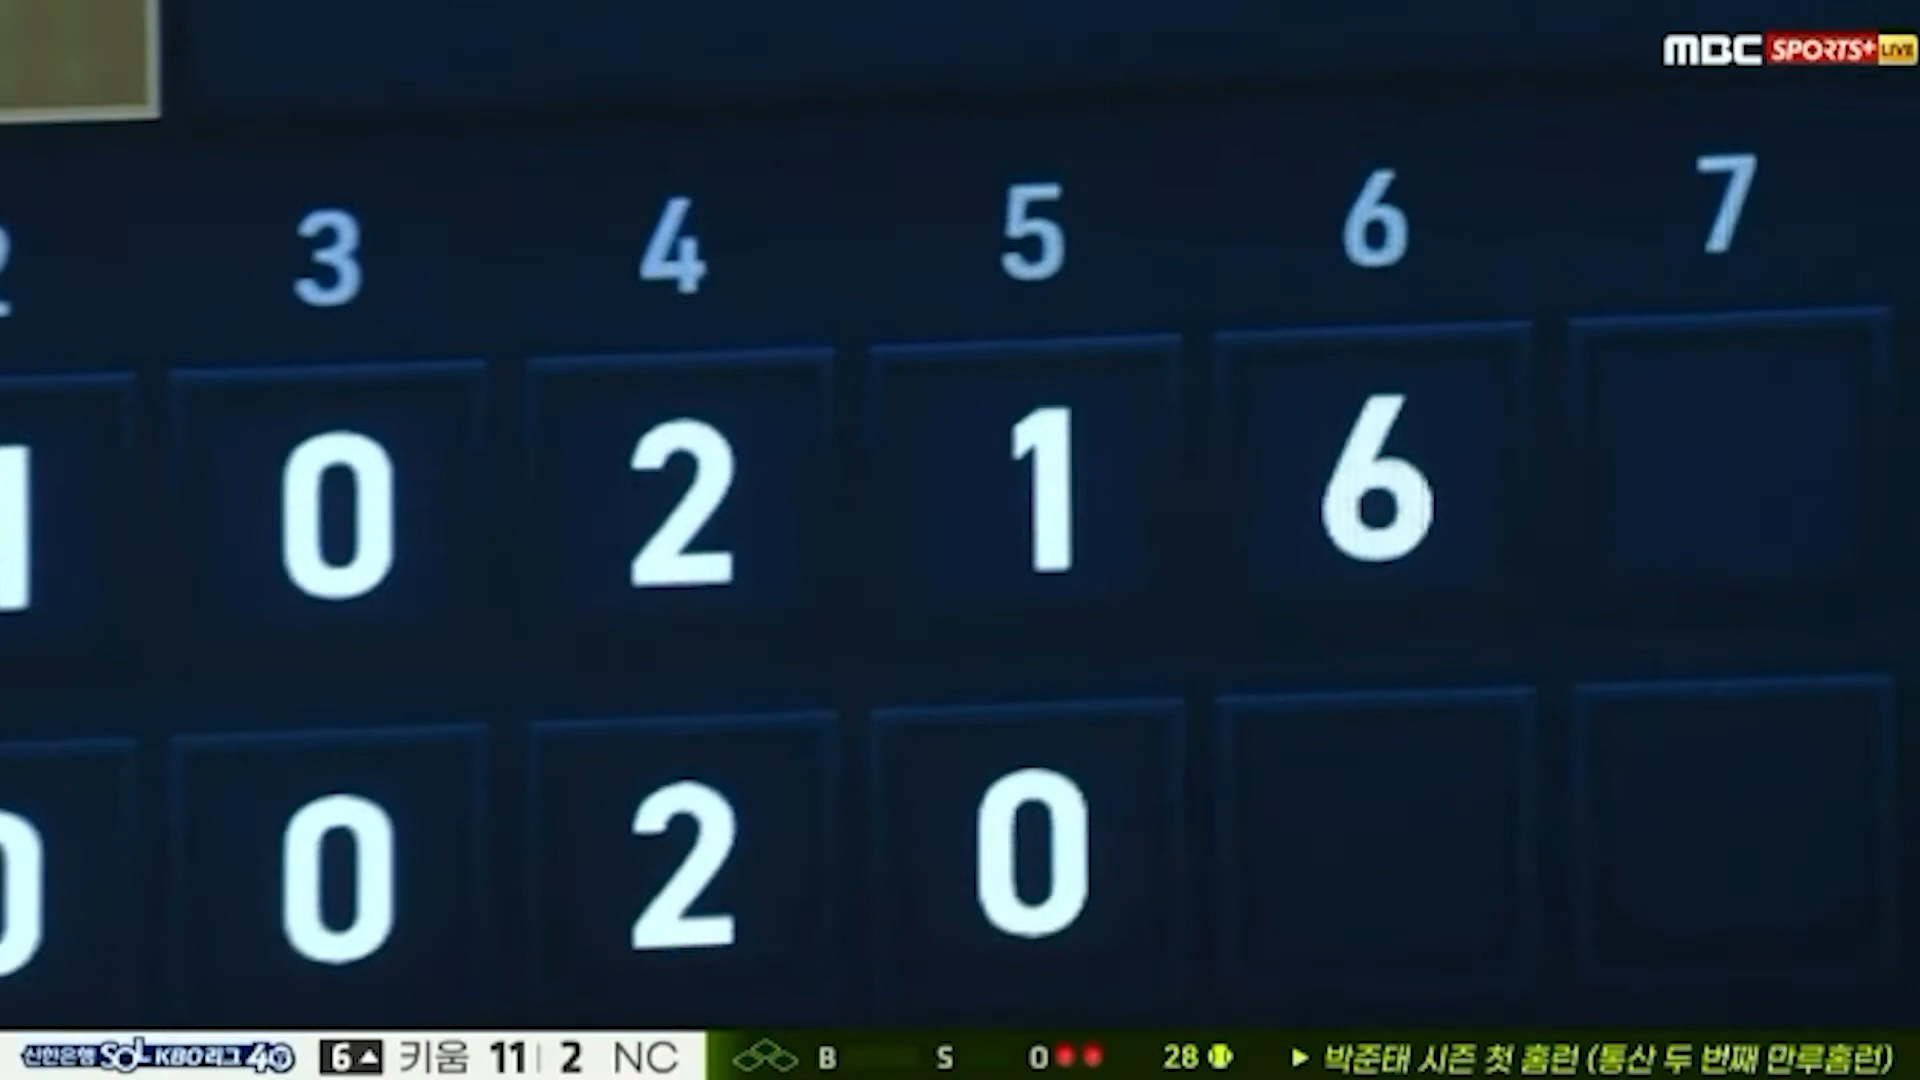 MBC SPORTS+ LIVE
2 3 4 5 6 7
1 0 2 1 6
0 0 2 0
신한은행 SOL KBO리그 40 6 ▲ 키움 11 2 NC B S O 28 ▶ 박준태 시즌 첫 홈런 (통산 두 번째 만루홈런)